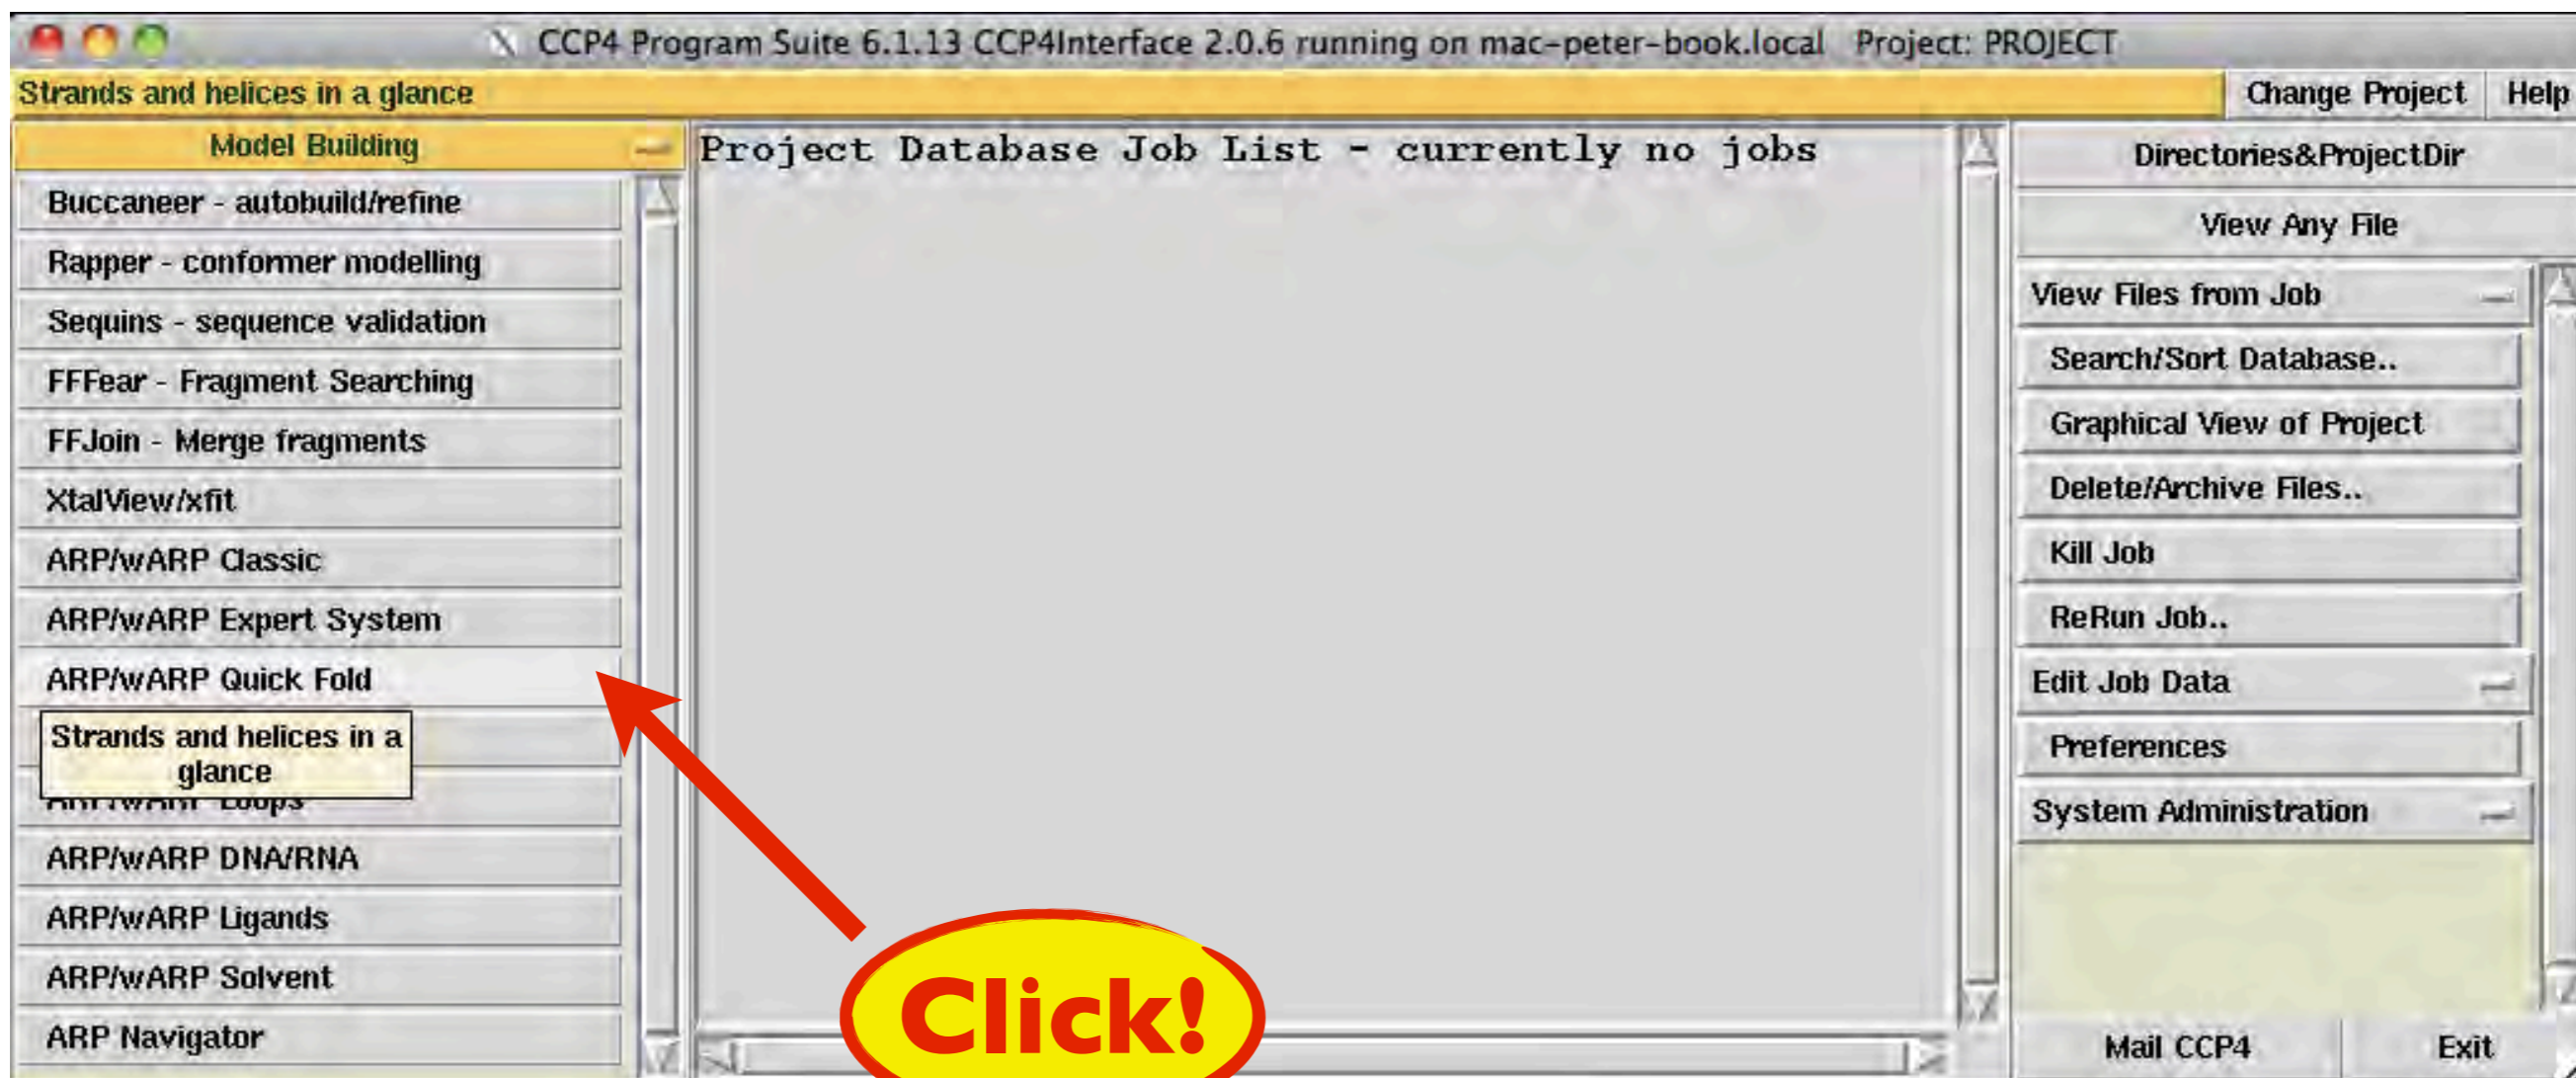 CCP4 Program Suite 6.1.13 CCP4Interface 2.0.6 running on mac-peter-book.local Project: PROJECT
Strands and helices in a glance
Change Project Help
Model Building
Buccaneer - autobuild/refine
Rapper - conformer modelling
Sequins - sequence validation
FFFear - Fragment Searching
FFJoin - Merge fragments
XtalView/xfit
ARP/wARP Classic
ARP/wARP Expert System
ARP/wARP Quick Fold
Strands and helices in a
glance
ARP/wARP Loops
ARP/wARP DNA/RNA
ARP/wARP Ligands
ARP/wARP Solvent
ARP Navigator
Project Database Job List - currently no jobs
Click!
Directories&ProjectDir
View Any File
View Files from Job
Search/Sort Database..
Graphical View of Project
Delete/Archive Files..
Kill Job
ReRun Job..
Edit Job Data
Preferences
System Administration
Mail CCP4 Exit